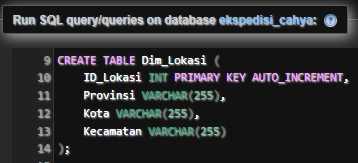 Run SQL query/queries on database ekspedisi_cahya:
9 CREATE TABLE Dim_Lokasi (
10 ID_Lokasi INT PRIMARY KEY AUTO_INCREMENT,
11 Provinsi VARCHAR(255),
12 Kota VARCHAR(255),
13 Kecamatan VARCHAR(255)
14 );